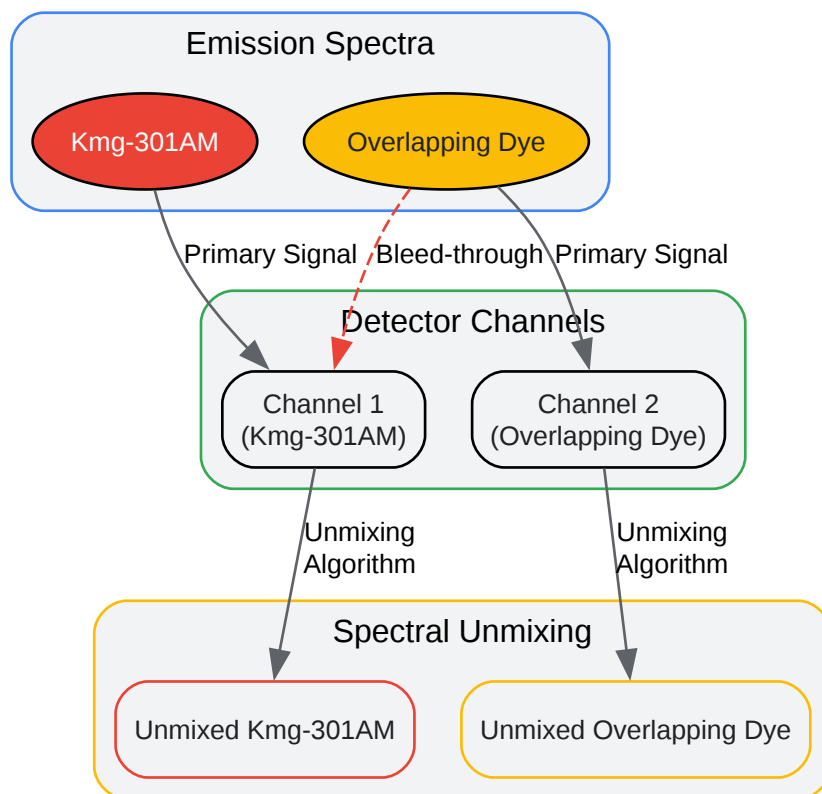 Emission Spectra
Kmg-301AM
Overlapping Dye
Primary Signal
Bleed-through
Primary Signal
Detector Channels
Channel 1
(Kmg-301AM)
Channel 2
(Overlapping Dye)
Unmixing
Algorithm
Unmixing
Algorithm
Spectral Unmixing
Unmixed Kmg-301AM
Unmixed Overlapping Dye